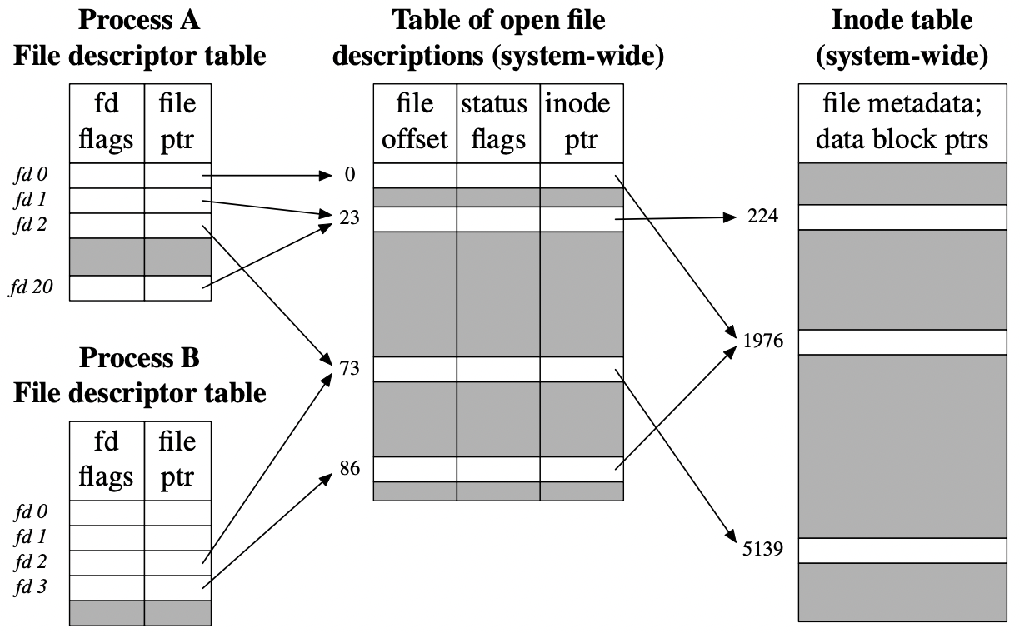 Process A
File descriptor table
fd
flags
file
ptr
fd 0
fd 1
fd 2
fd 20
Process B
File descriptor table
fd
flags
file
ptr
fd 0
fd 1
fd 2
fd 3
Table of open file
descriptions (system-wide)
file
offset
status
flags
inode
ptr
0
23
73
86
Inode table
(system-wide)
file metadata;
data block ptrs
224
1976
5139